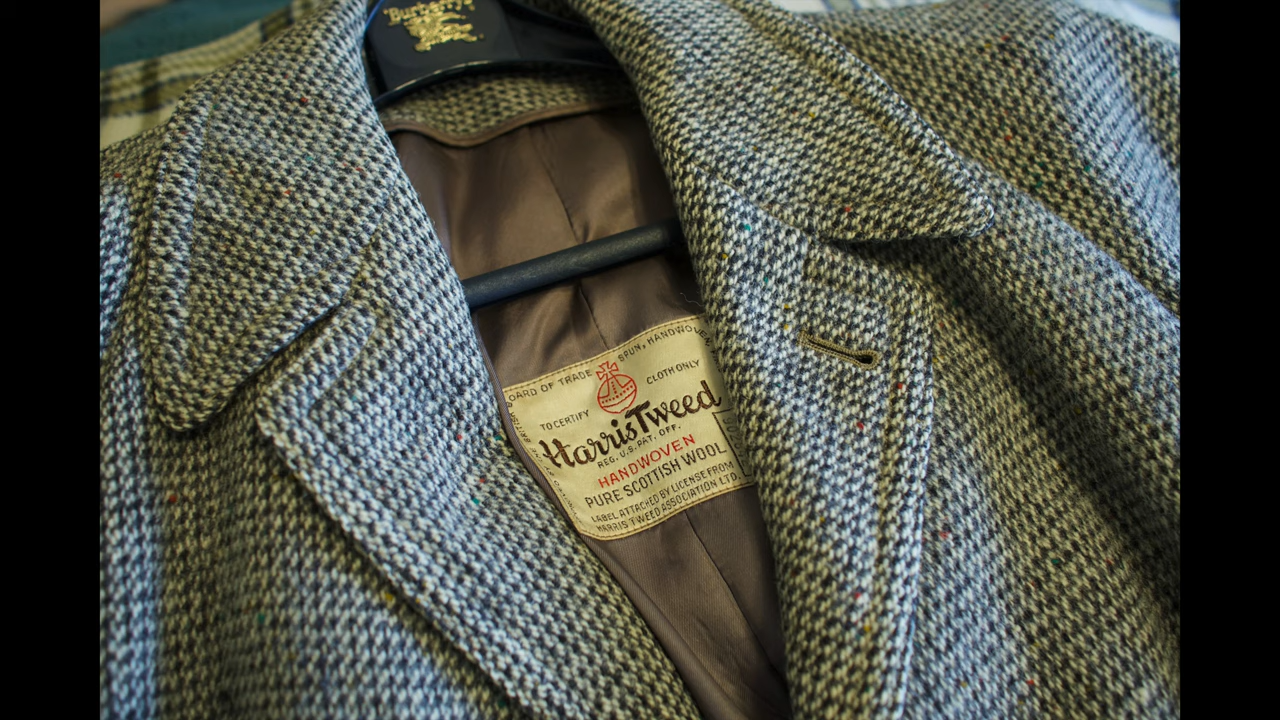 Burberrys
BOARD OF TRADE
SPUN, HANDWOVEN
CLOTH ONLY
TO CERTIFY
Harris Tweed
REG. U.S. PAT. OFF.
HANDWOVEN
PURE SCOTTISH WOOL
LABEL ATTACHED BY LICENSE FROM
HARRIS TWEED ASSOCIATION LTD.